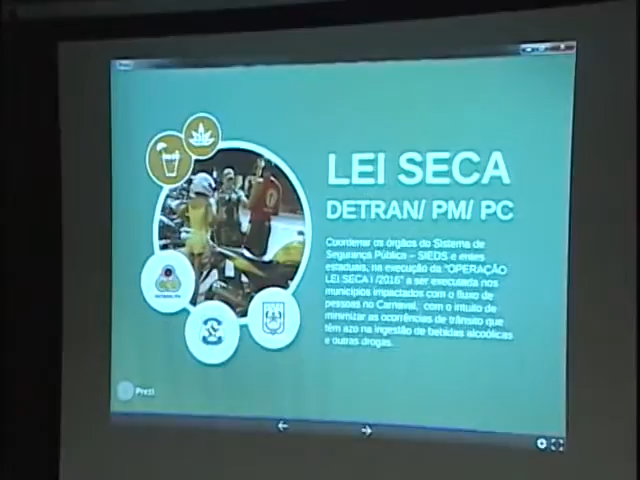 Prezi
LEI SECA
DETRAN/ PM/ PC
Coordenar os órgãos do Sistema de
Segurança Pública – SIEDS e entes
estaduais, na execução da "OPERAÇÃO
LEI SECA I /2016" a ser executada nos
municípios impactados com o fluxo de
pessoas no Carnaval, com o intuito de
minimizar as ocorrências de trânsito que
têm azo na ingestão de bebidas alcoólicas
e outras drogas.
Prezi